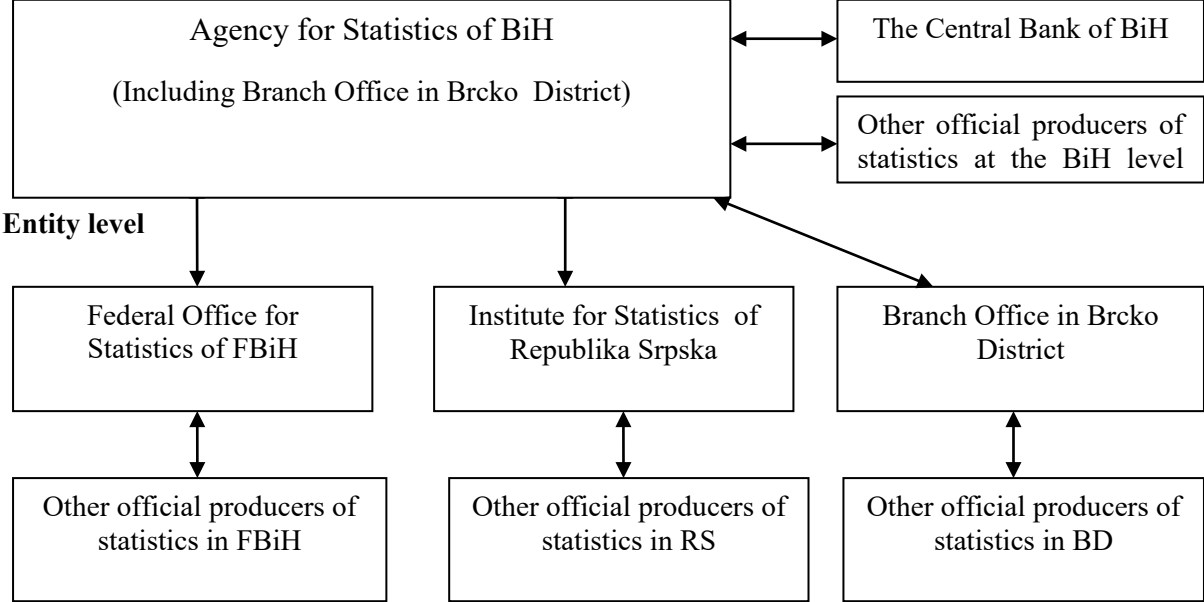 Agency for Statistics of BiH
(Including Branch Office in Brcko District)
The Central Bank of BiH
Other official producers of
statistics at the BiH level
Entity level
Federal Office for
Statistics of FBiH
Institute for Statistics of
Republika Srpska
Branch Office in Brcko
District
Other official producers of
statistics in FBiH
Other official producers of
statistics in RS
Other official producers of
statistics in BD